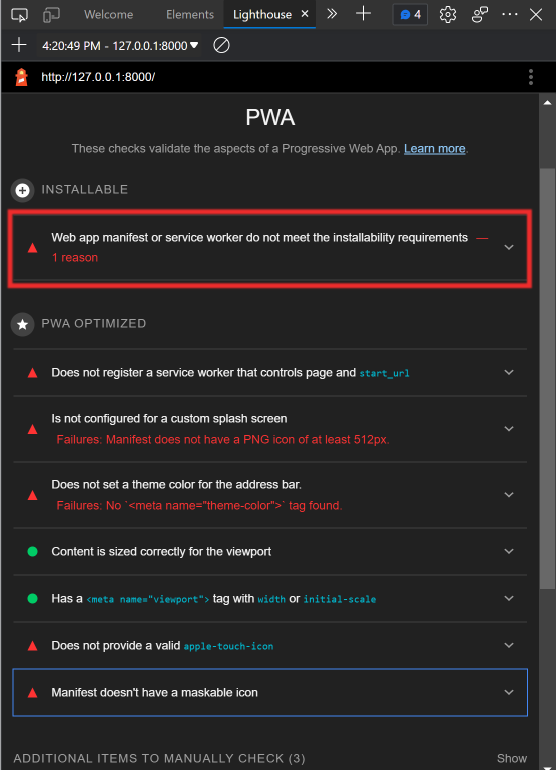 Welcome Elements Lighthouse 4
4:20:49 PM - 127.0.0.1:8000
http://127.0.0.1:8000/
PWA
These checks validate the aspects of a Progressive Web App. Learn more.
INSTALLABLE
Web app manifest or service worker do not meet the installability requirements —
1 reason
PWA OPTIMIZED
Does not register a service worker that controls page and start_url
Is not configured for a custom splash screen
Failures: Manifest does not have a PNG icon of at least 512px.
Does not set a theme color for the address bar.
Failures: No `<meta name="theme-color">` tag found.
Content is sized correctly for the viewport
Has a <meta name="viewport"> tag with width or initial-scale
Does not provide a valid apple-touch-icon
Manifest doesn't have a maskable icon
ADDITIONAL ITEMS TO MANUALLY CHECK (3) Show